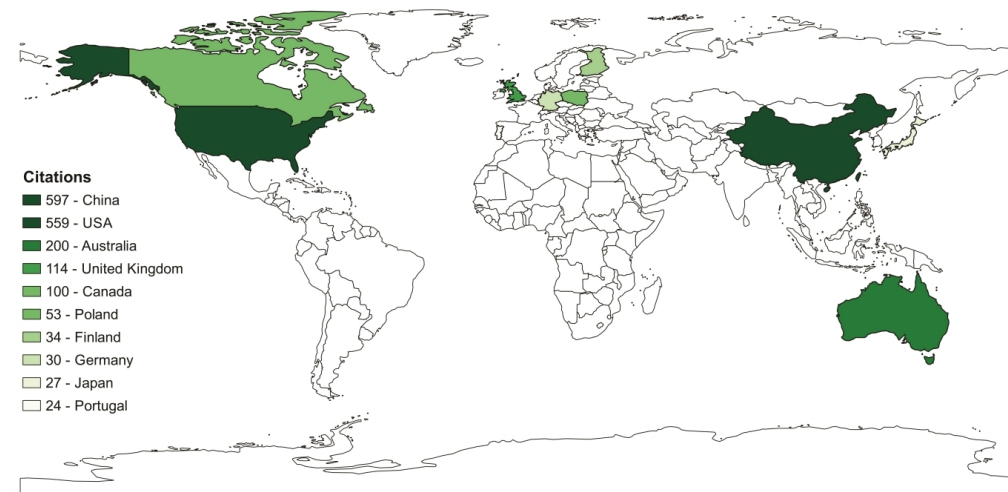 Citations
597 - China
559 - USA
200 - Australia
114 - United Kingdom
100 - Canada
53 - Poland
34 - Finland
30 - Germany
27 - Japan
24 - Portugal